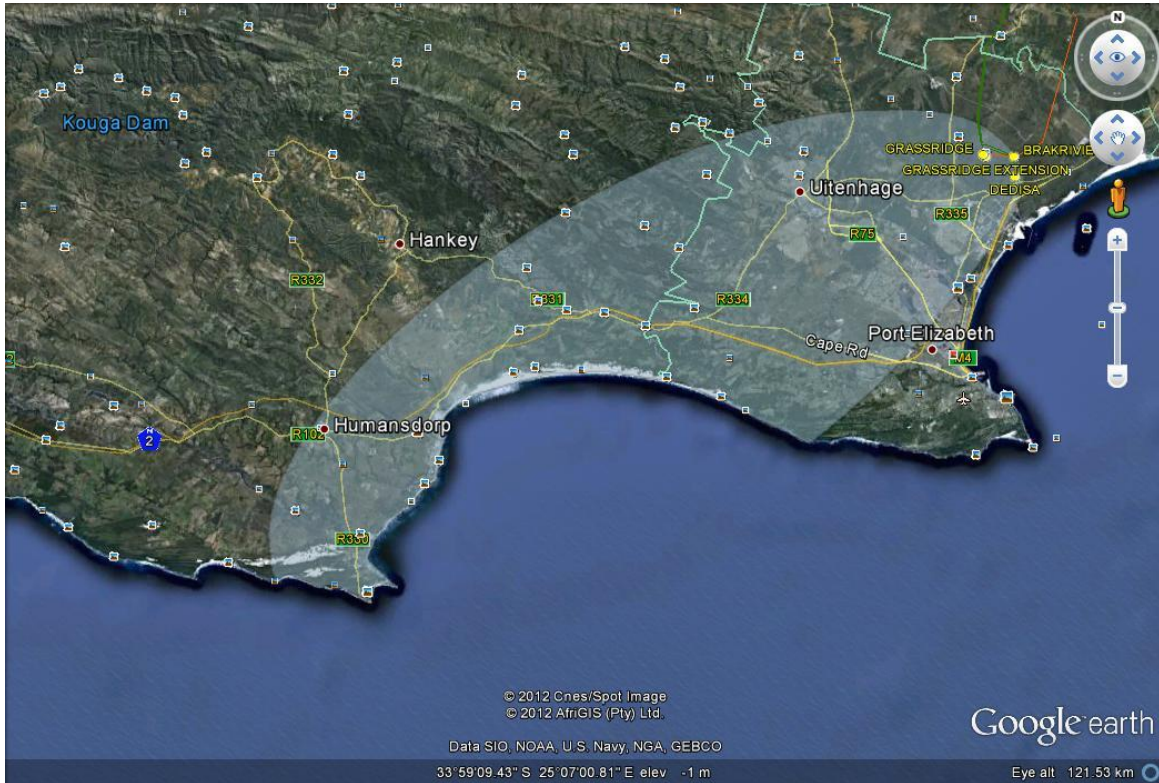 N
Kouga Dam
GRASSRIDGE
BRAKRIVIE
GRASSRIDGE EXTENSION
DEDISA
Uitenhage
R335
R75
Hankey
R332
R331
R334
Port Elizabeth
Cape Rd
M4
2
Humansdorp
R102
N
2
R330
© 2012 Cnes/Spot Image
© 2012 AfriGIS (Pty) Ltd.
Google earth
Data SIO, NOAA, U.S. Navy, NGA, GEBCO
33°59'09.43" S 25°07'00.81" E elev -1 m
Eye alt 121.53 km